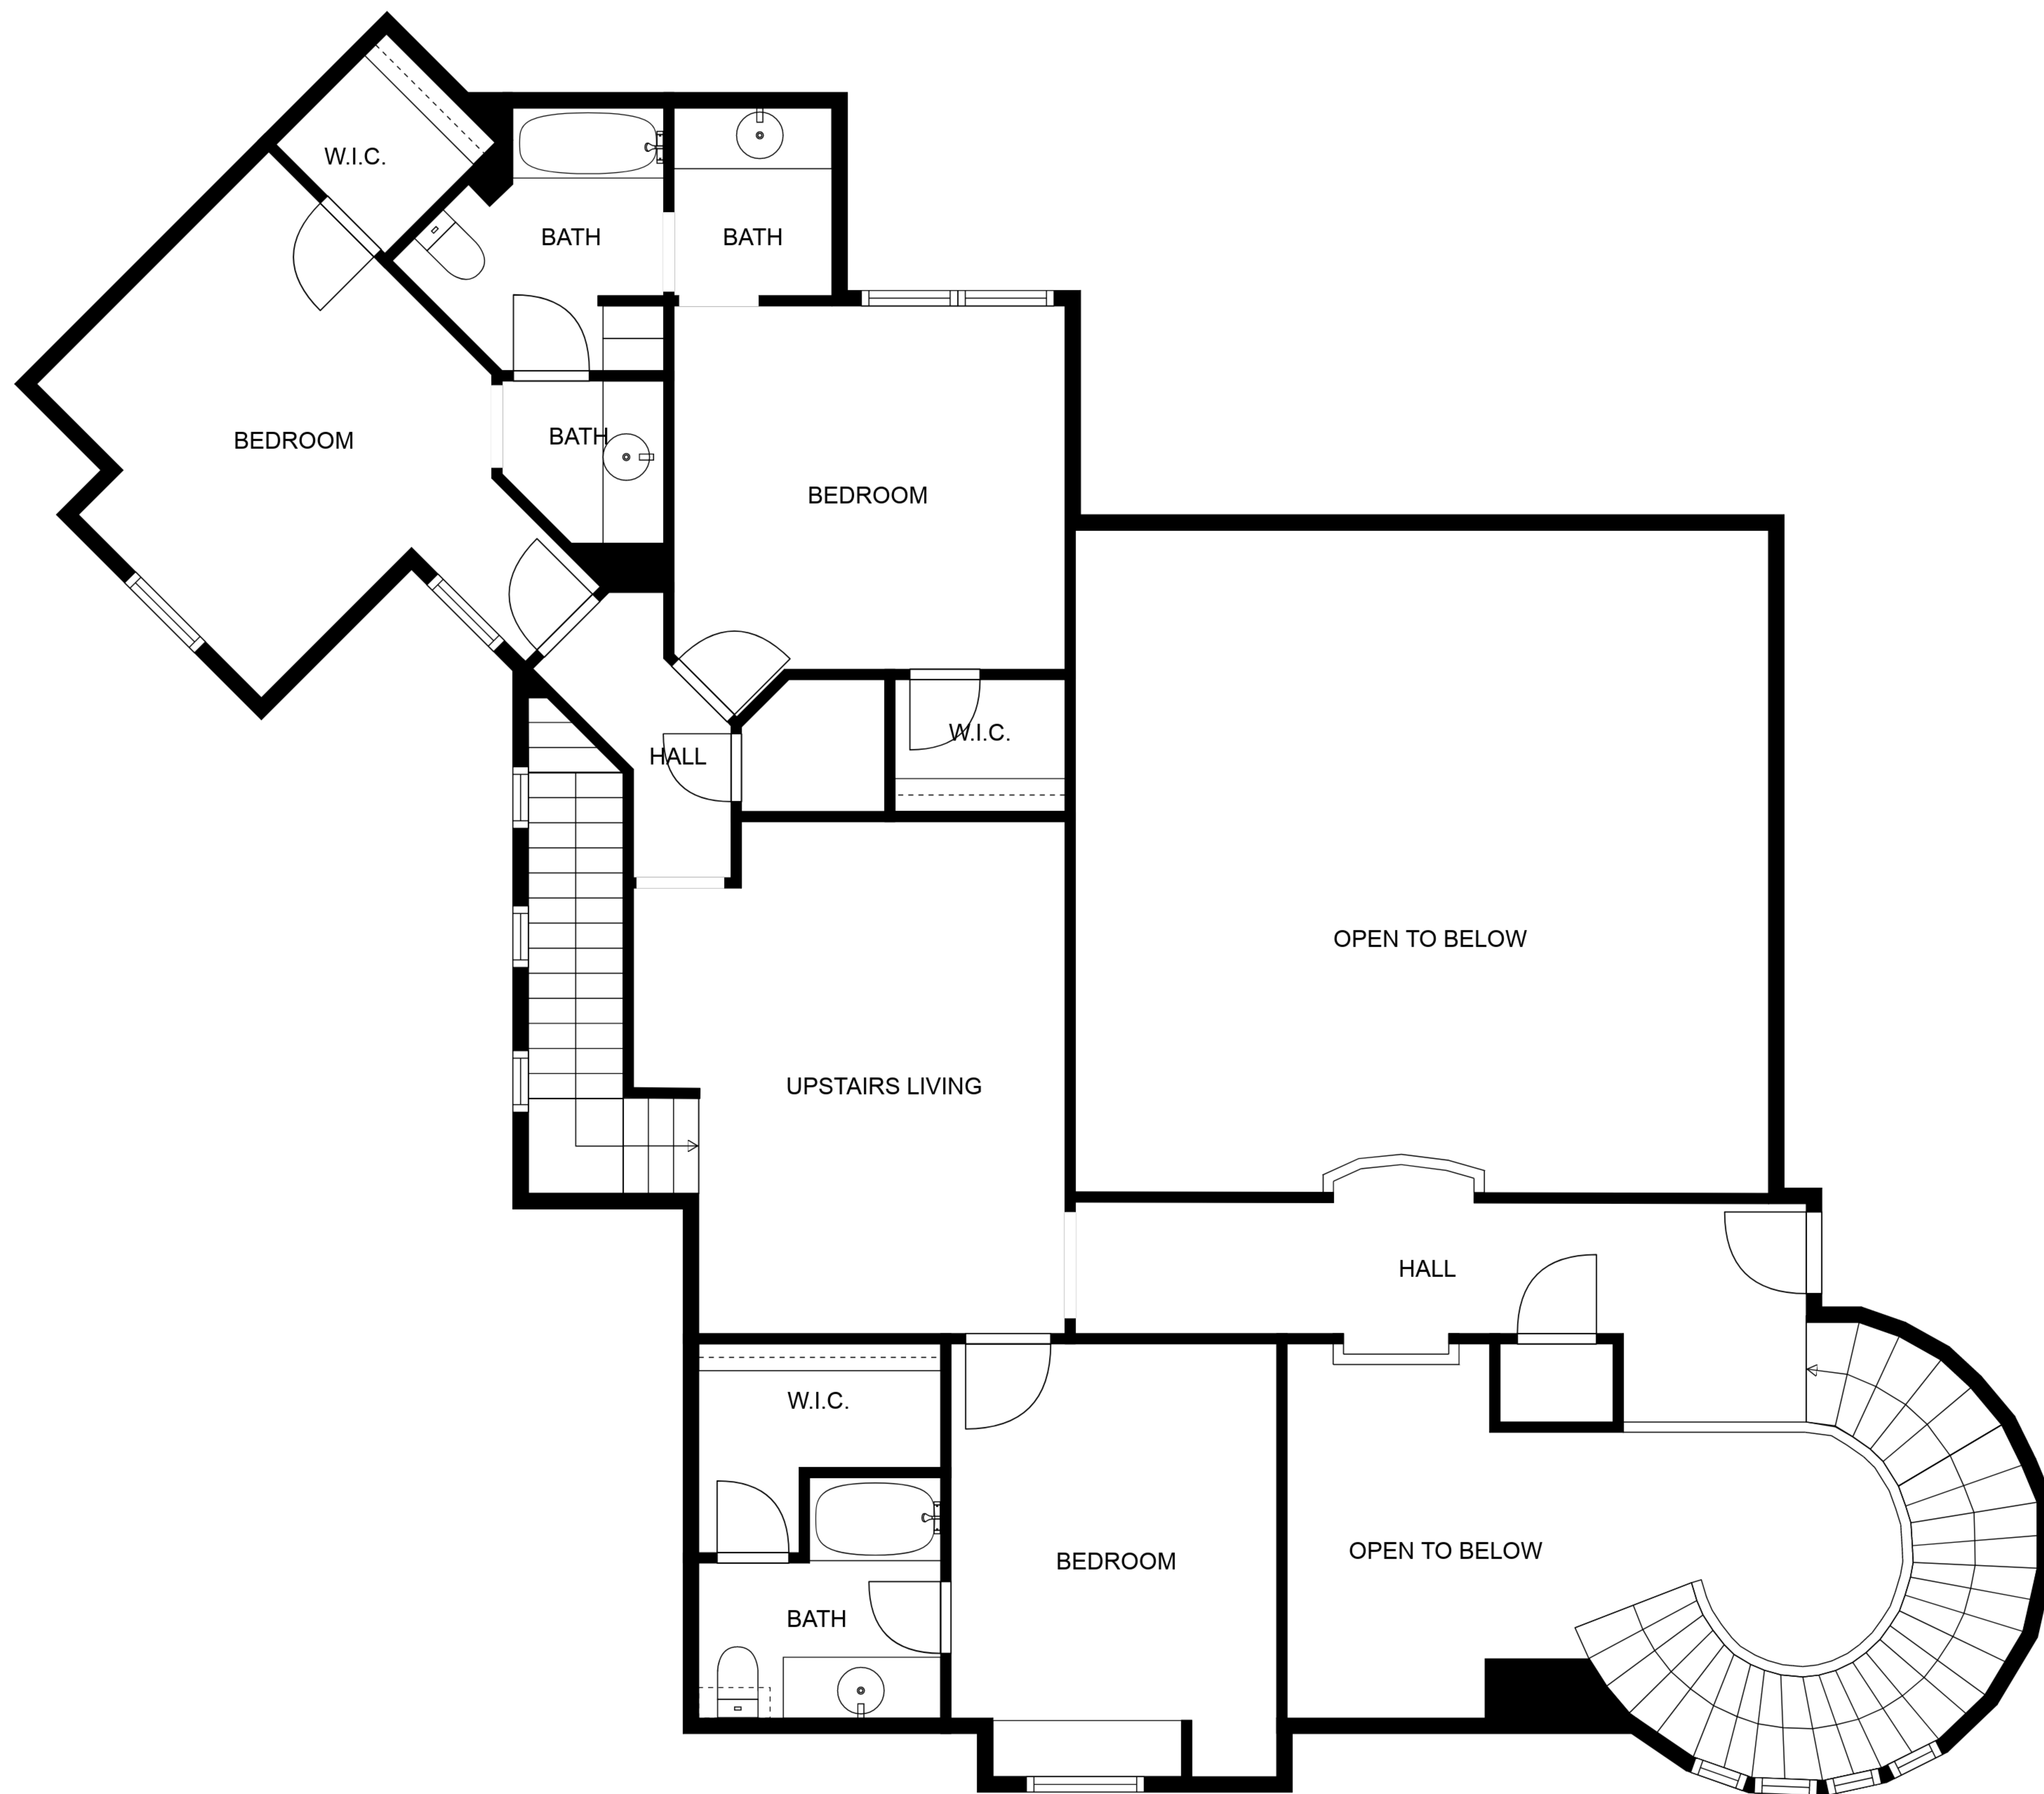 W.I.C.
BATH
BATH
BATH
BEDROOM
BEDROOM
W.I.C.
HALL
OPEN TO BELOW
UPSTAIRS LIVING
HALL
W.I.C.
OPEN TO BELOW
BEDROOM
BATH